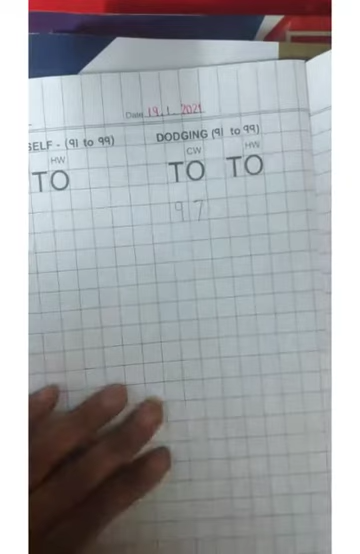 Date 19.1.2021
SELF - (91 to 99) DODGING (91 to 99)
HW CW HW
TO TO TO
97